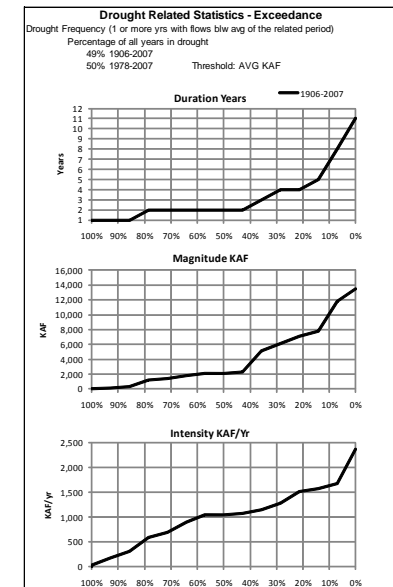 Drought Related Statistics - Exceedance
Drought Frequency (1 or more yrs with flows blw avg of the related period)
Percentage of all years in drought
49% 1906-2007
50% 1978-2007 Threshold: AVG KAF
Duration Years
1906-2007
Years
12
11
10
9
8
7
6
5
4
3
2
1
100% 90% 80% 70% 60% 50% 40% 30% 20% 10% 0%
Magnitude KAF
KAF
16,000
14,000
12,000
10,000
8,000
6,000
4,000
2,000
0
100% 90% 80% 70% 60% 50% 40% 30% 20% 10% 0%
Intensity KAF/Yr
KAF/yr
2,500
2,000
1,500
1,000
500
0
100% 90% 80% 70% 60% 50% 40% 30% 20% 10% 0%